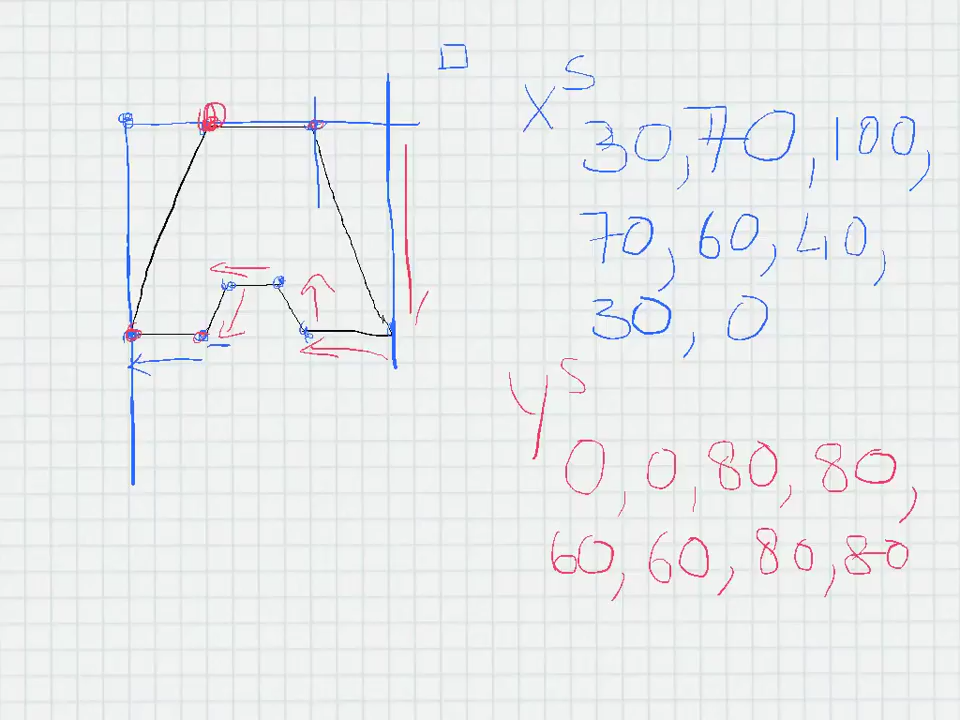 X S
30, 70, 100,
70, 60, 40,
30, 0
y S
0, 0, 80, 80,
60, 60, 80, 80